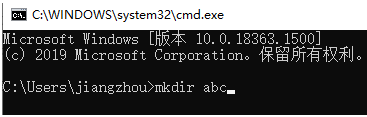 C:\WINDOWS\system32\cmd.exe
Microsoft Windows [版本 10.0.18363.1500]
(c) 2019 Microsoft Corporation。保留所有权利。
C:\Users\jiangzhou>mkdir abc